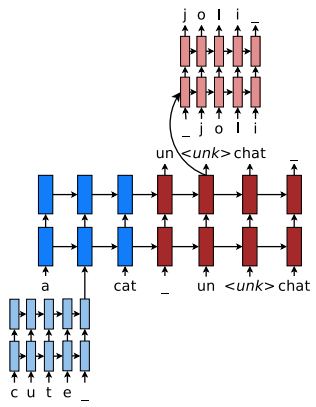 j o l i _
_ j o l i
un <unk> chat _
a cat _ un <unk> chat
c u t e _